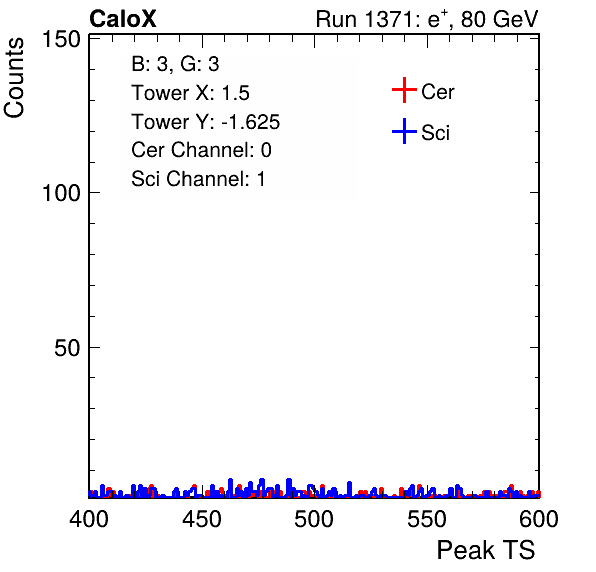 CaloX Run 1371: e⁺, 80 GeV
Counts
150
B: 3, G: 3
Tower X: 1.5
Tower Y: -1.625
Cer Channel: 0
Sci Channel: 1
Cer
Sci
100
50
400 450 500 550 600
Peak TS